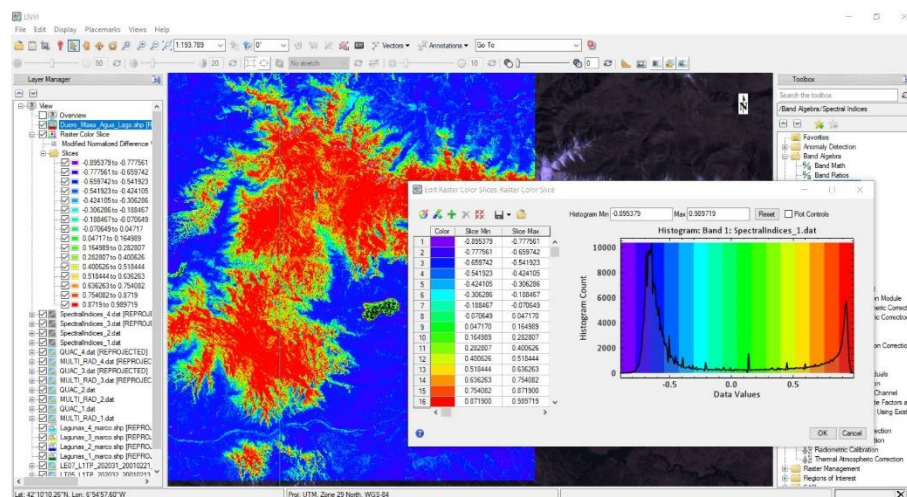 ENVI
File Edit Display Placemarks Views Help
1:193.789 0° Vectors Annotations Go To
50 20 No stretch 10 0
Layer Manager
View
Overview
Raster Color Slice
Modified Normalized Difference
Slices
-0.895379 to -0.777561
-0.777561 to -0.659742
-0.659742 to -0.541923
-0.541923 to -0.424105
-0.424105 to -0.306286
-0.306286 to -0.188467
-0.188467 to -0.070649
-0.070649 to 0.04717
0.04717 to 0.164989
0.164989 to 0.282807
0.282807 to 0.400626
0.400626 to 0.518444
0.518444 to 0.636263
0.636263 to 0.754082
0.754082 to 0.8719
0.8719 to 0.989719
SpectralIndices_4.dat [REPROJEC
SpectralIndices_3.dat [REPROJEC
SpectralIndices_2.dat
SpectralIndices_1.dat
QUAC_4.dat [REPROJECTED]
MULTI_RAD_4.dat [REPROJEC
QUAC_3.dat [REPROJECTED]
MULTI_RAD_3.dat [REPROJEC
QUAC_2.dat
MULTI_RAD_2.dat
QUAC_1.dat
MULTI_RAD_1.dat
Lagunas_4_marco.shp [REPRO
Lagunas_3_marco.shp [REPRO
Lagunas_2_marco.shp [REPRO
Lagunas_1_marco.shp
LE07_L1TP_202031_20010221_
N
Toolbox
Search the toolbox
/Band Algebra/Spectral Indices
Favorites
Anomaly Detection
Band Algebra
Band Math
Band Ratios
Radiometric Calibration
Thermal Atmospheric Correction
Raster Management
Regions of Interest
Edit Raster Color Slices: Raster Color Slice
Histogram Min -0.895379 Max 0.989719 Reset Plot Controls
Color Slice Min Slice Max
1 -0.895379 -0.777561
2 -0.777561 -0.659742
3 -0.659742 -0.541923
4 -0.541923 -0.424105
5 -0.424105 -0.306286
6 -0.306286 -0.188467
7 -0.188467 -0.070649
8 -0.070649 0.047170
9 0.047170 0.164989
10 0.164989 0.282807
11 0.282807 0.400626
12 0.400626 0.518444
13 0.518444 0.636263
14 0.636263 0.754082
15 0.754082 0.871900
16 0.871900 0.989719
Histogram: Band 1: SpectralIndices_1.dat
Histogram Count
10000
8000
6000
4000
2000
0
-0.5 0.0 0.5
Data Values
OK Cancel
Lat: 42°10'10.26"N, Lon: 6°54'57.60"W Proj: UTM, Zone 29 North, WGS-84